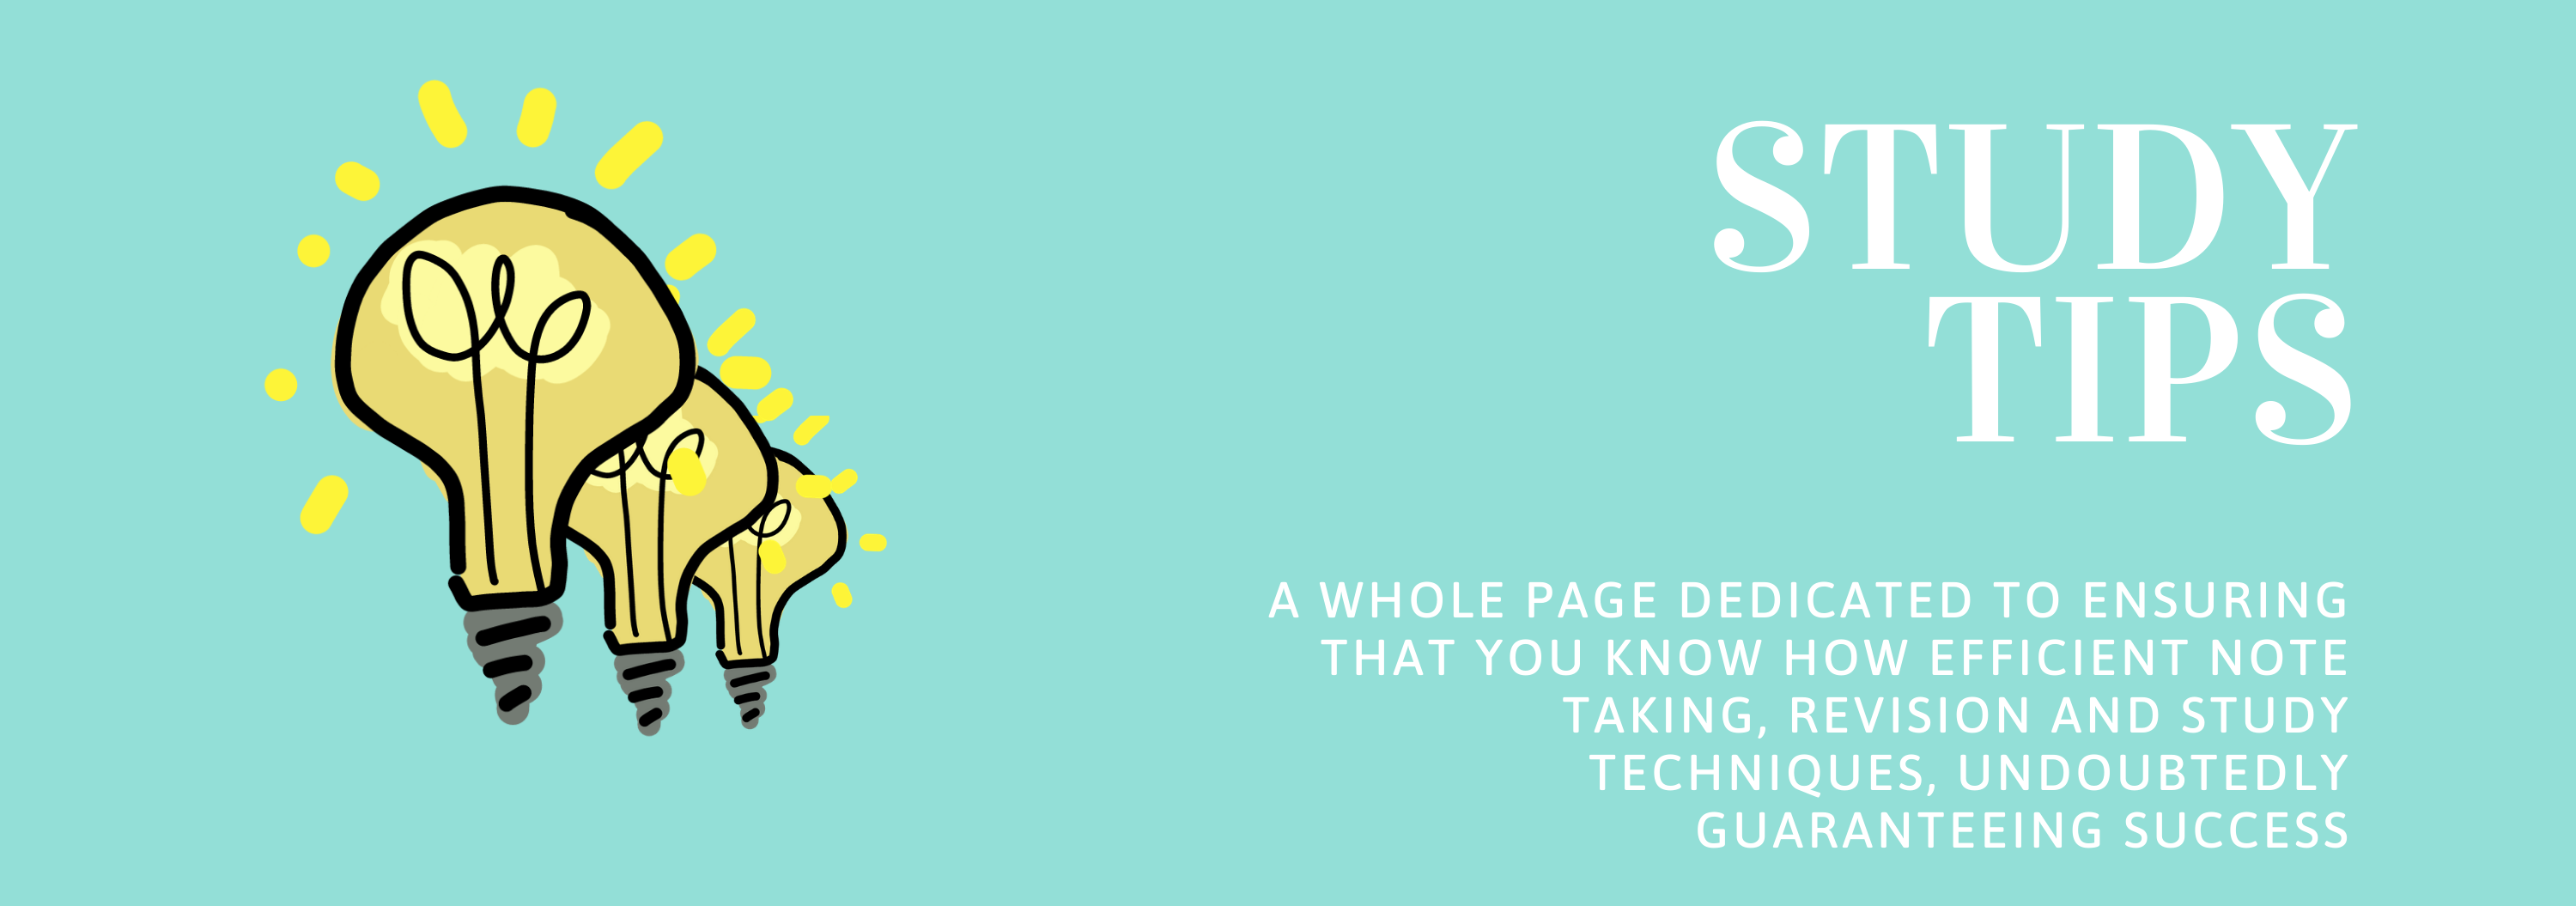 STUDY
TIPS
A WHOLE PAGE DEDICATED TO ENSURING
THAT YOU KNOW HOW EFFICIENT NOTE
TAKING, REVISION AND STUDY
TECHNIQUES, UNDOUBTEDLY
GUARANTEEING SUCCESS